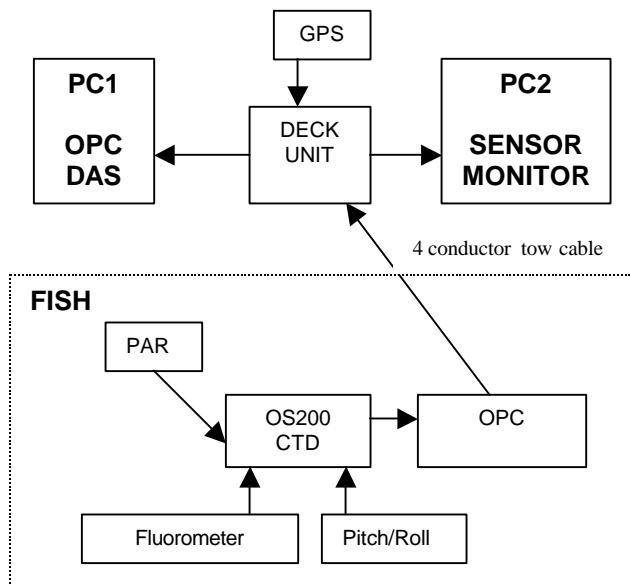 GPS
PC1
OPC
DAS
DECK
UNIT
PC2
SENSOR
MONITOR
4 conductor tow cable
FISH
PAR
OS200
CTD
OPC
Fluorometer
Pitch/Roll